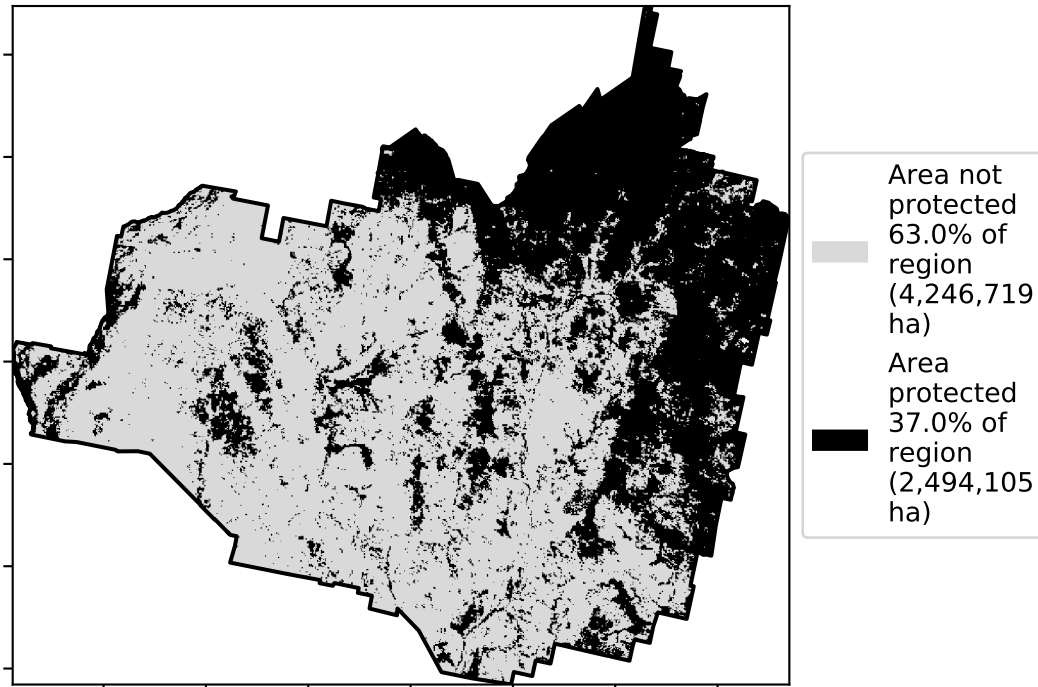 Area not
protected
63.0% of
region
(4,246,719
ha)
Area
protected
37.0% of
region
(2,494,105
ha)